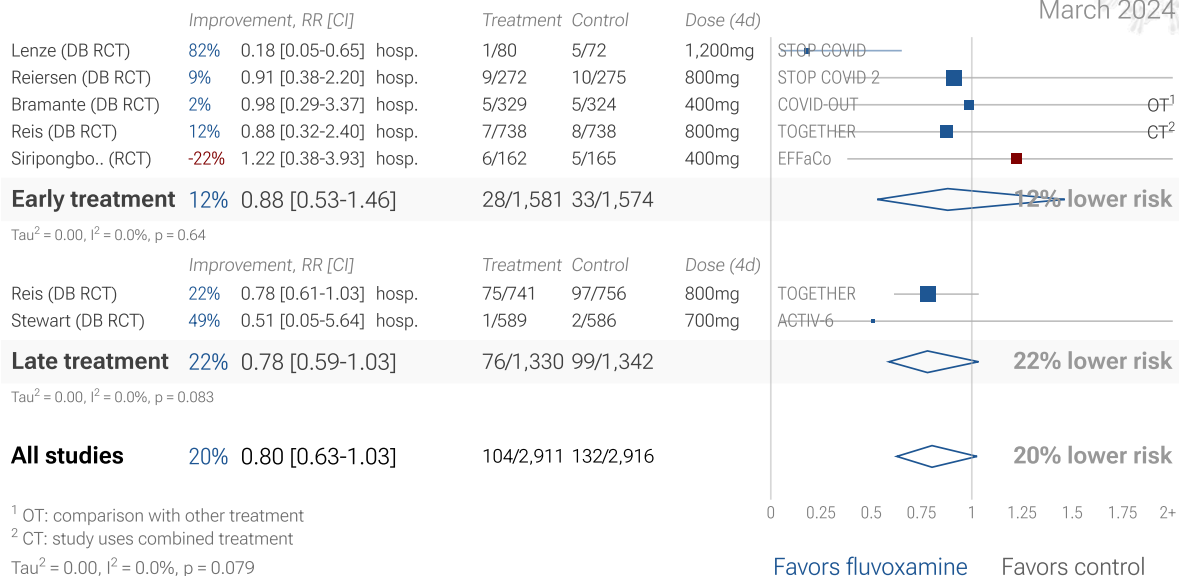 March 2024
Improvement, RR [CI] Treatment Control Dose (4d)
Lenze (DB RCT) 82% 0.18 [0.05-0.65] hosp. 1/80 5/72 1,200mg STOP COVID
Reiersen (DB RCT) 9% 0.91 [0.38-2.20] hosp. 9/272 10/275 800mg STOP COVID 2
Bramante (DB RCT) 2% 0.98 [0.29-3.37] hosp. 5/329 5/324 400mg COVID-OUT OT1
Reis (DB RCT) 12% 0.88 [0.32-2.40] hosp. 7/738 8/738 800mg TOGETHER CT2
Siripongbo.. (RCT) -22% 1.22 [0.38-3.93] hosp. 6/162 5/165 400mg EFFaCo
Early treatment 12% 0.88 [0.53-1.46] 28/1,581 33/1,574 12% lower risk
Tau2 = 0.00, I2 = 0.0%, p = 0.64
Improvement, RR [CI] Treatment Control Dose (4d)
Reis (DB RCT) 22% 0.78 [0.61-1.03] hosp. 75/741 97/756 800mg TOGETHER
Stewart (DB RCT) 49% 0.51 [0.05-5.64] hosp. 1/589 2/586 700mg ACTIV-6
Late treatment 22% 0.78 [0.59-1.03] 76/1,330 99/1,342 22% lower risk
Tau2 = 0.00, I2 = 0.0%, p = 0.083
All studies 20% 0.80 [0.63-1.03] 104/2,911 132/2,916 20% lower risk
0 0.25 0.5 0.75 1 1.25 1.5 1.75 2+
1 OT: comparison with other treatment
2 CT: study uses combined treatment
Tau2 = 0.00, I2 = 0.0%, p = 0.079
Favors fluvoxamine Favors control